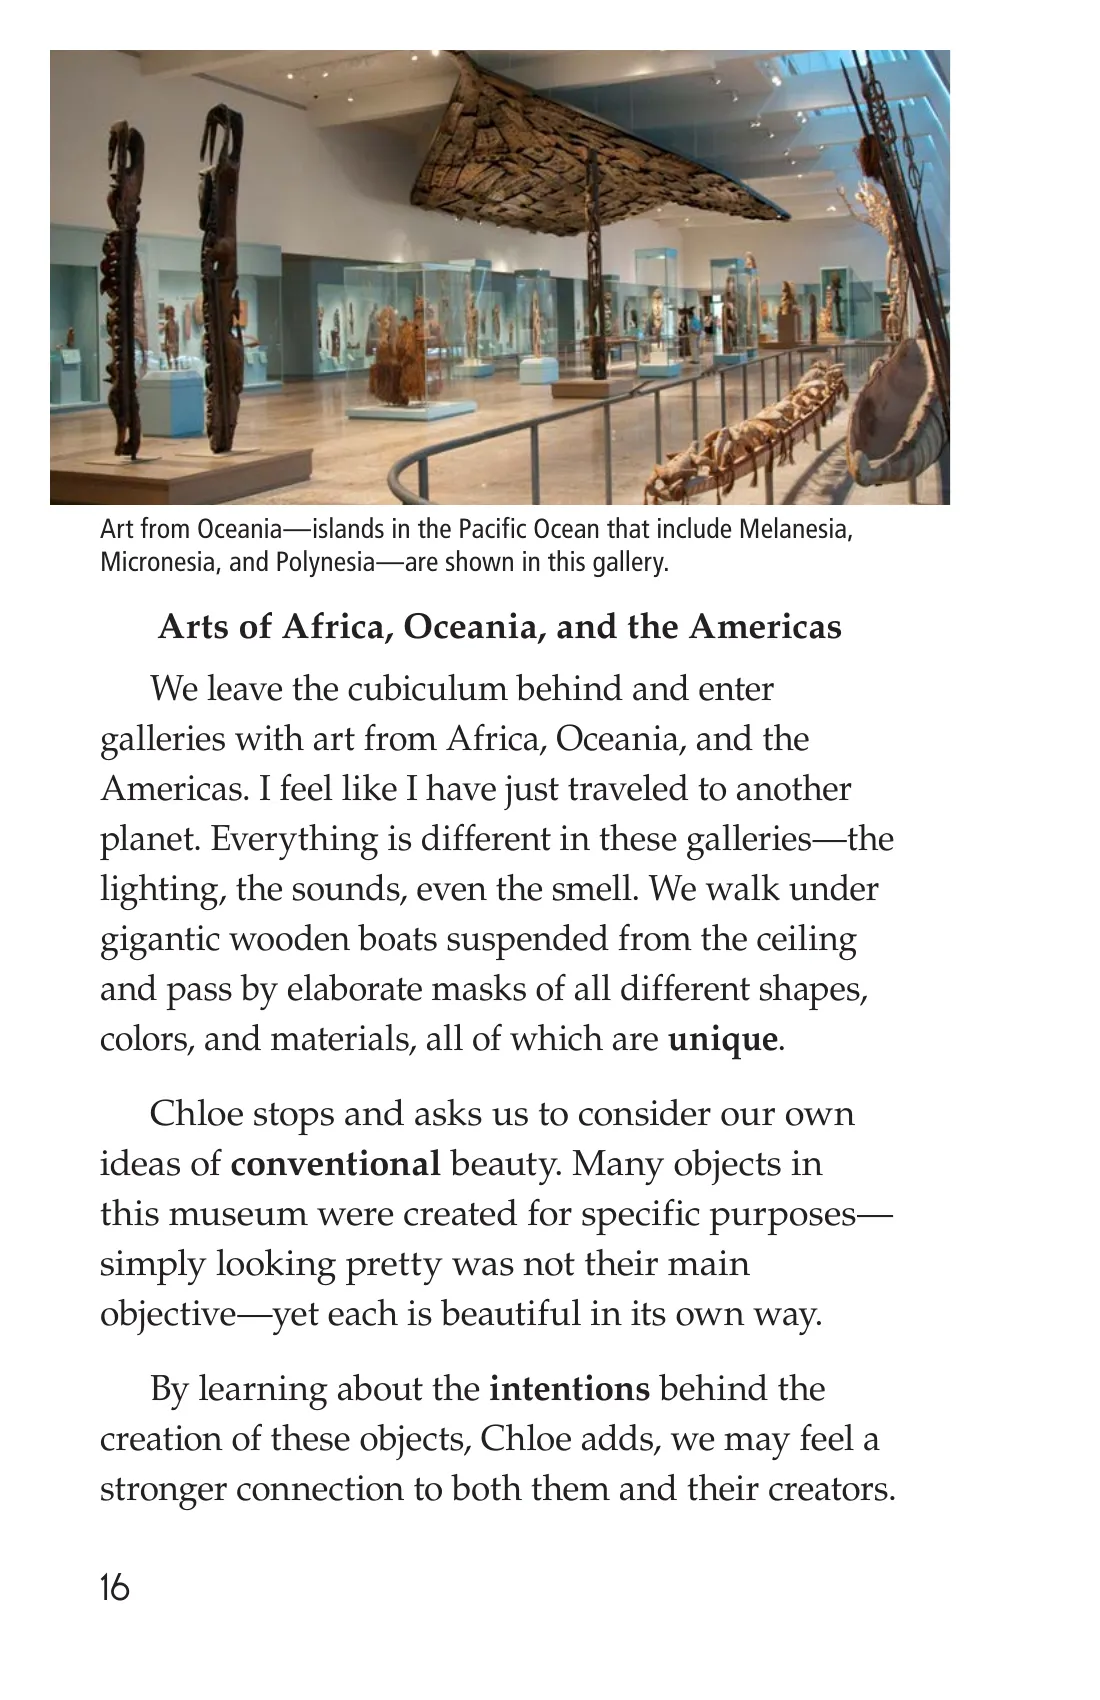 Art from Oceania—islands in the Pacific Ocean that include Melanesia,
Micronesia, and Polynesia—are shown in this gallery.
Arts of Africa, Oceania, and the Americas
We leave the cubiculum behind and enter
galleries with art from Africa, Oceania, and the
Americas. I feel like I have just traveled to another
planet. Everything is different in these galleries—the
lighting, the sounds, even the smell. We walk under
gigantic wooden boats suspended from the ceiling
and pass by elaborate masks of all different shapes,
colors, and materials, all of which are unique.
Chloe stops and asks us to consider our own
ideas of conventional beauty. Many objects in
this museum were created for specific purposes—
simply looking pretty was not their main
objective—yet each is beautiful in its own way.
By learning about the intentions behind the
creation of these objects, Chloe adds, we may feel a
stronger connection to both them and their creators.
16